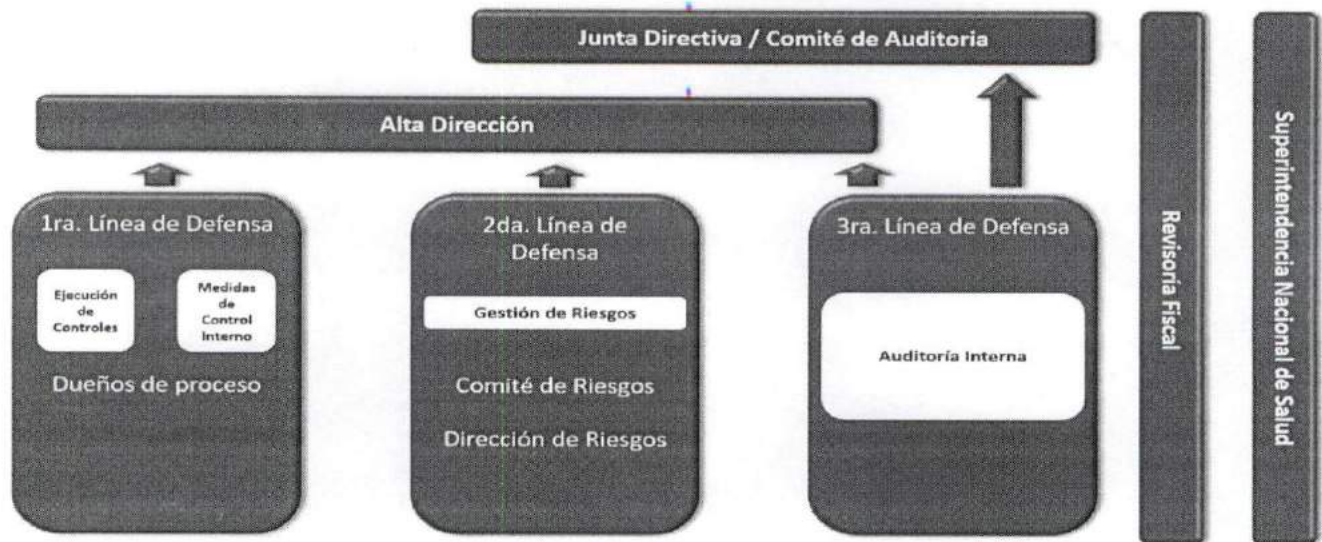 Junta Directiva / Comité de Auditoria
Alta Dirección
1ra. Línea de Defensa
Ejecución
de
Controles
Medidas
de
Control
Interno
Dueños de proceso
2da. Línea de
Defensa
Gestión de Riesgos
Comité de Riesgos
Dirección de Riesgos
3ra. Línea de Defensa
Auditoría Interna
Revisoría Fiscal
Superintendencia Nacional de Salud